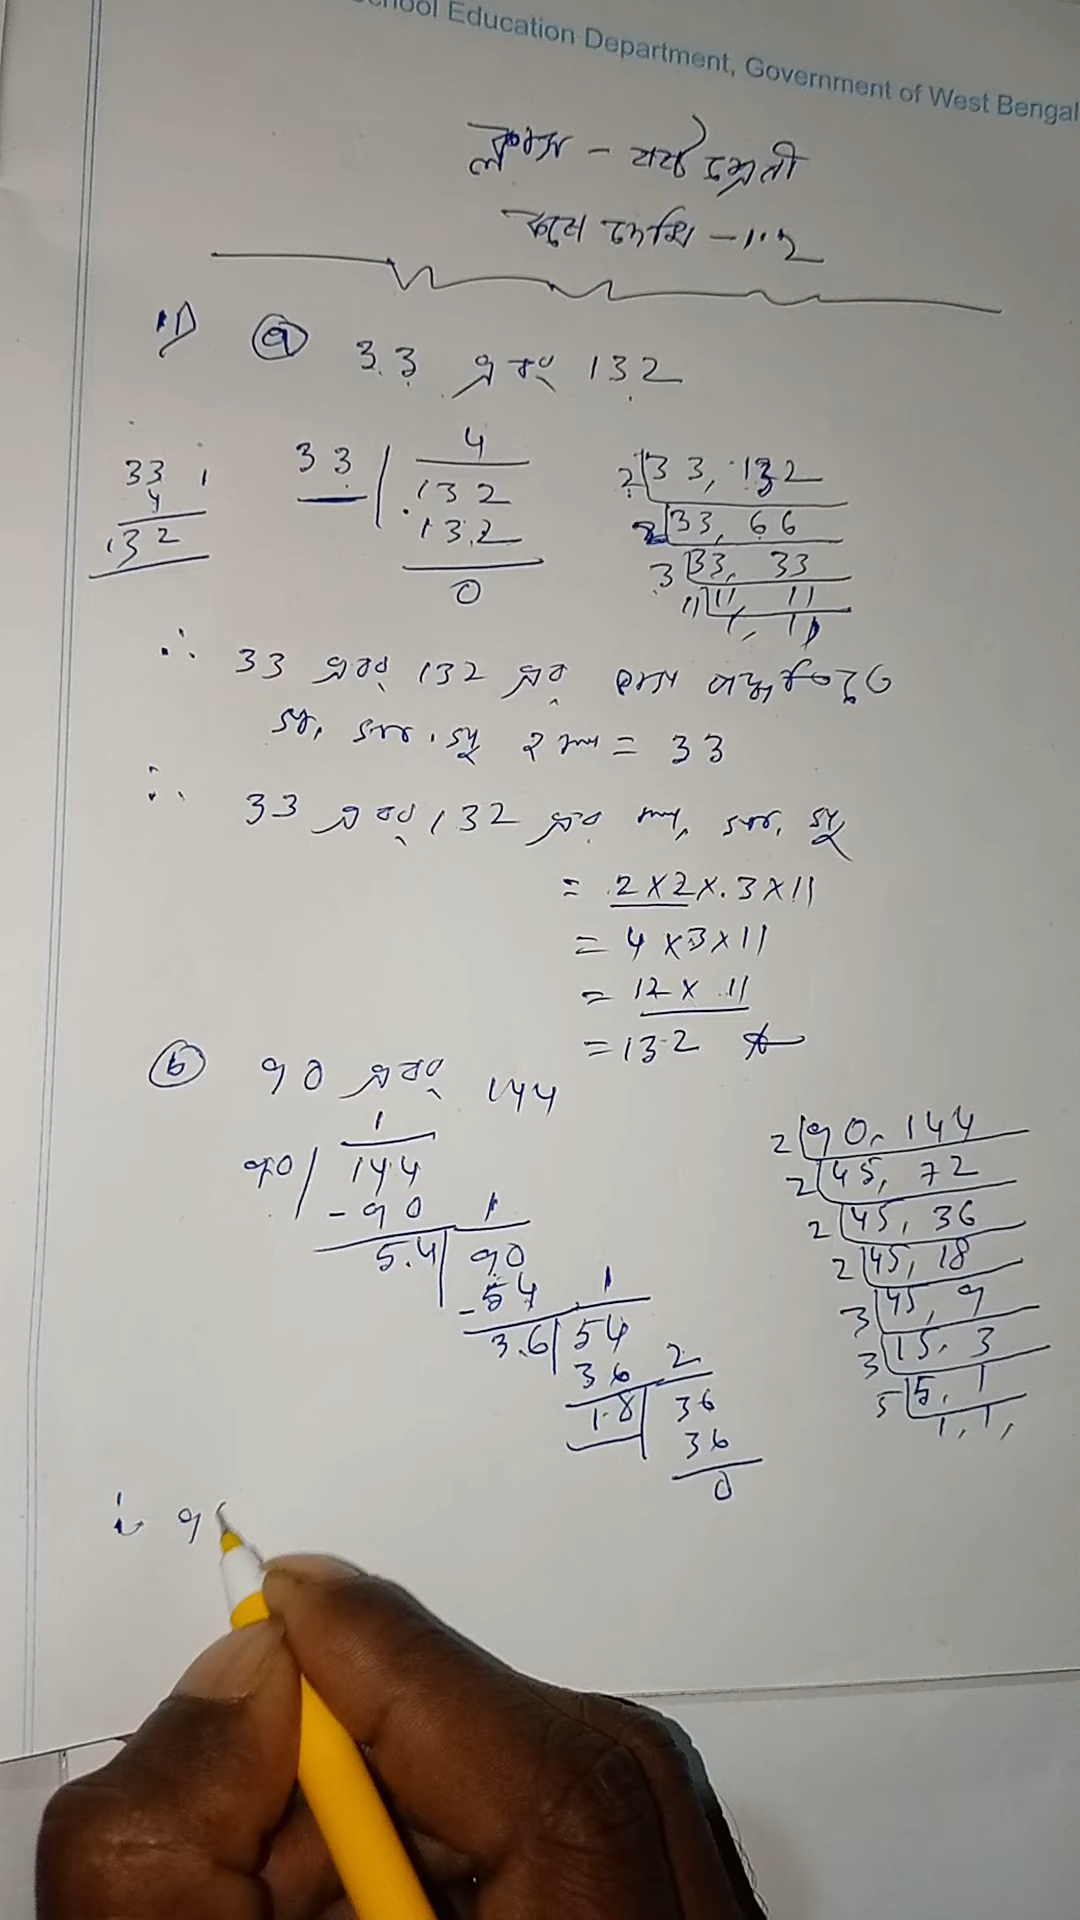 School Education Department, Government of West Bengal
ক্লাস - ষষ্ঠ শ্রেণী
কষে দেখি - 1.2
1)
a) 33 এবং 132
33
4
132
4
33 | 132
132
0
2 | 33, 132
2 | 33, 66
3 | 33, 33
11 | 11, 11
1, 1
∴ 33 এবং 132 এর
গ. সা. গু = 33
∴ 33 এবং 132 এর ল. সা. গু
= 2 × 2 × 3 × 11
= 4 × 3 × 11
= 12 × 11
= 132
b) 90 এবং 144
1
90 | 144
- 90 1
54 | 90
- 54 1
36 | 54
36 2
18 | 36
36
0
2 | 90, 144
2 | 45, 72
2 | 45, 36
2 | 45, 18
3 | 45, 9
3 | 15, 3
5 | 5, 1
1, 1,